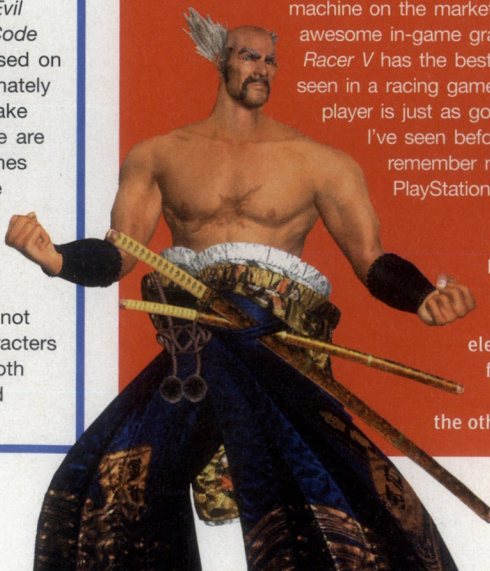 Evil
Code
sed on
nately
ake
e are
nes
not
acters
oth
d
machine on the market
awesome in-game gra
Racer V has the best
seen in a racing game
player is just as go
I've seen befo
remember m
PlayStation
ele
f
the oth